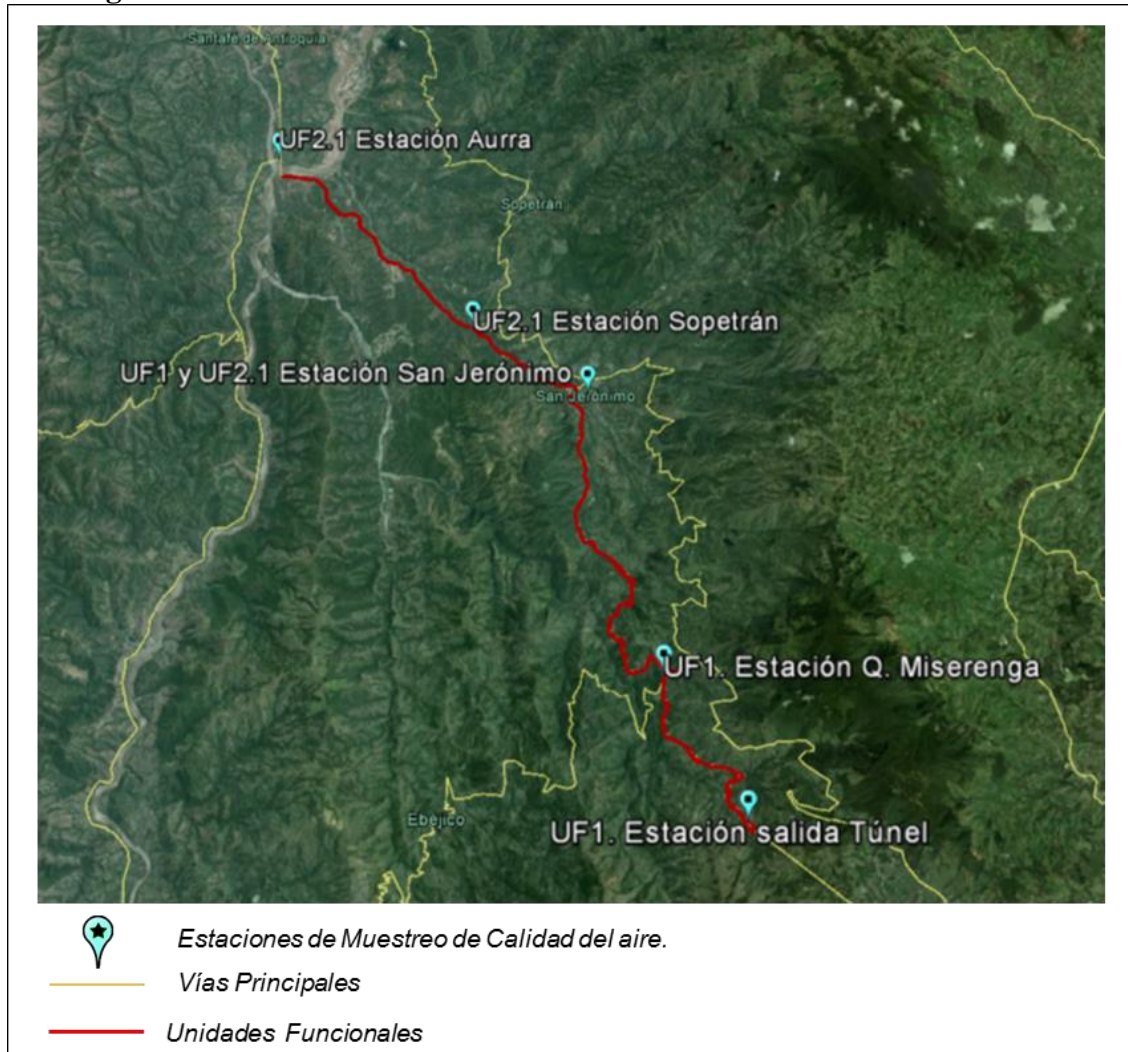 Santafé de Antioquia
UF2.1 Estación Aurra
Sopetrán
UF2.1 Estación Sopetrán
UF1 y UF2.1 Estación San Jerónimo
San Jerónimo
UF1. Estación Q. Miserenga
Ebéjico
UF1. Estación salida Túnel
Estaciones de Muestreo de Calidad del aire.
Vías Principales
Unidades Funcionales